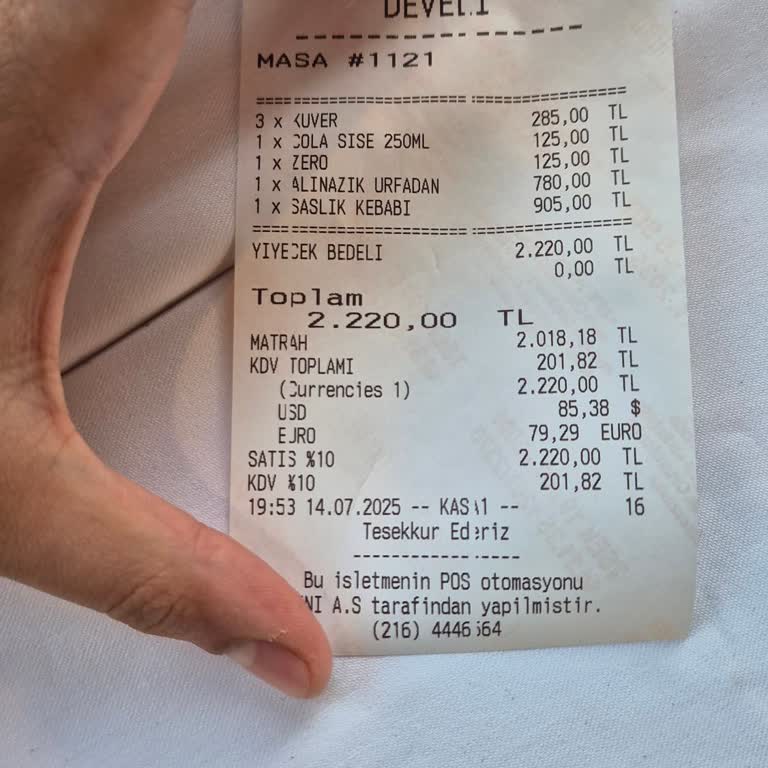 DEVELİ
MASA #1121
3 x KUVER 285,00 TL
1 x COLA SISE 250ML 125,00 TL
1 x ZERO 125,00 TL
1 x ALINAZIK URFADAN 780,00 TL
1 x SASLIK KEBABI 905,00 TL
YIYECEK BEDELI 2.220,00 TL
0,00 TL
Toplam
2.220,00 TL
MATRAH 2.018,18 TL
KDV TOPLAMI 201,82 TL
(Currencies 1) 2.220,00 TL
USD 85,38 $
EURO 79,29 EURO
SATIS %10 2.220,00 TL
KDV %10 201,82 TL
19:53 14.07.2025 -- KASA1 -- 16
Tesekkur Ederiz
Bu isletmenin POS otomasyonu
A.S tarafindan yapilmistir.
(216)